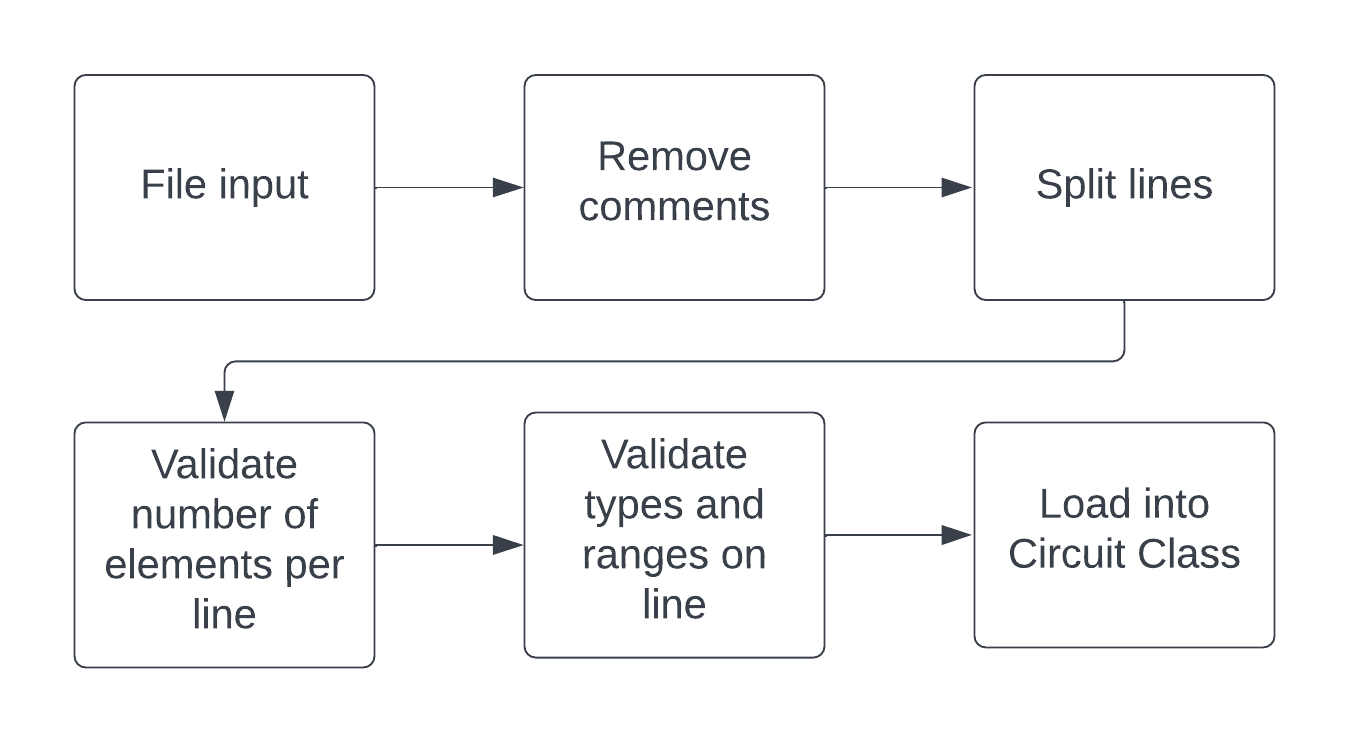 File input
Remove
comments
Split lines
Validate
number of
elements per
line
Validate
types and
ranges on
line
Load into
Circuit Class